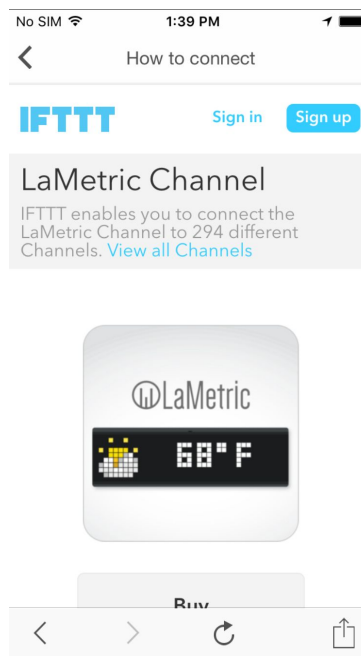 No SIM 1:39 PM
How to connect
IFTTT Sign in Sign up
LaMetric Channel
IFTTT enables you to connect the
LaMetric Channel to 294 different
Channels. View all Channels
LaMetric
68°F
Buy